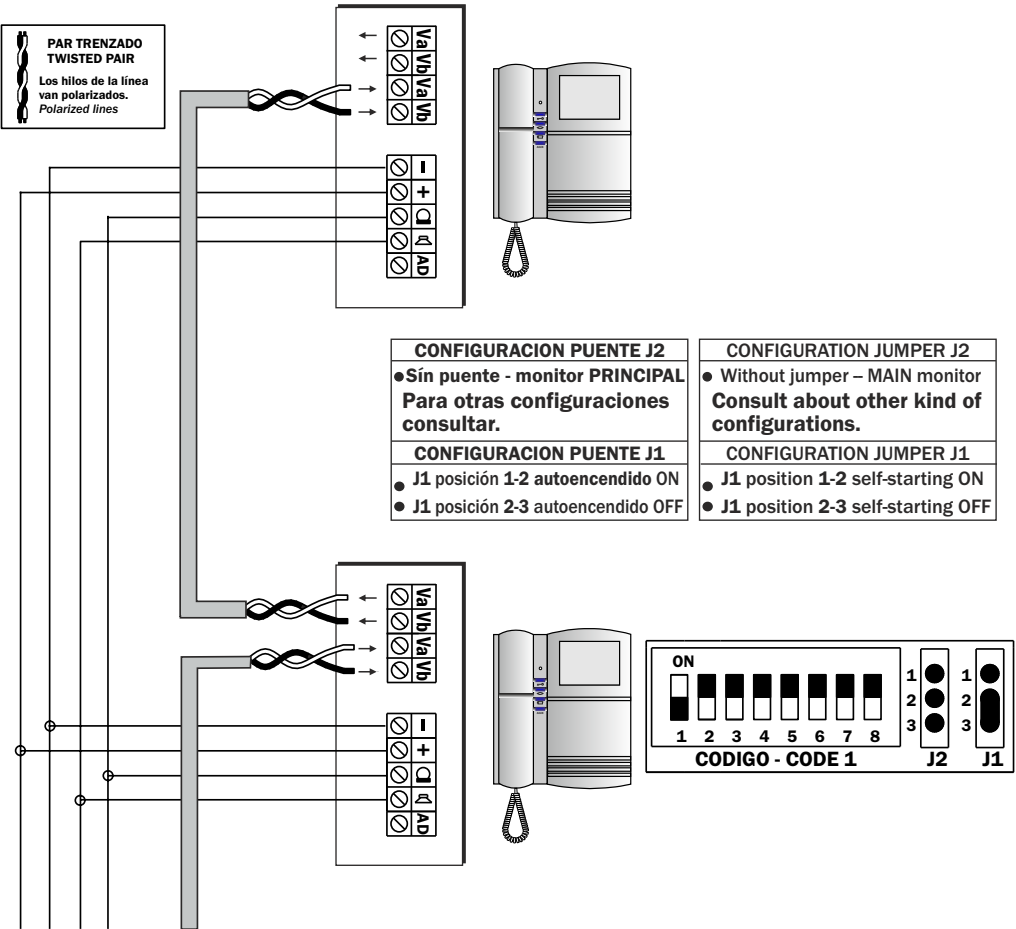 PAR TRENZADO
TWISTED PAIR
Los hilos de la línea
van polarizados.
Polarized lines
Va
Vb
Va
Vb
–
+
AD
CONFIGURACION PUENTE J2
● Sín puente - monitor PRINCIPAL
Para otras configuraciones
consultar.
CONFIGURACION PUENTE J1
● J1 posición 1-2 autoencendido ON
● J1 posición 2-3 autoencendido OFF
CONFIGURATION JUMPER J2
● Without jumper – MAIN monitor
Consult about other kind of
configurations.
CONFIGURATION JUMPER J1
● J1 position 1-2 self-starting ON
● J1 position 2-3 self-starting OFF
Va
Vb
Va
Vb
–
+
AD
ON
1 2 3 4 5 6 7 8
CODIGO - CODE 1
1
2
3
J2
1
2
3
J1